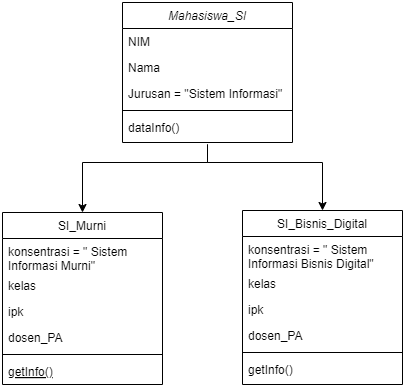 Mahasiswa_SI
NIM
Nama
Jurusan = "Sistem Informasi"
dataInfo()
SI_Murni
konsentrasi = " Sistem
Informasi Murni"
kelas
ipk
dosen_PA
getInfo()
SI_Bisnis_Digital
konsentrasi = " Sistem
Informasi Bisnis Digital"
kelas
ipk
dosen_PA
getInfo()